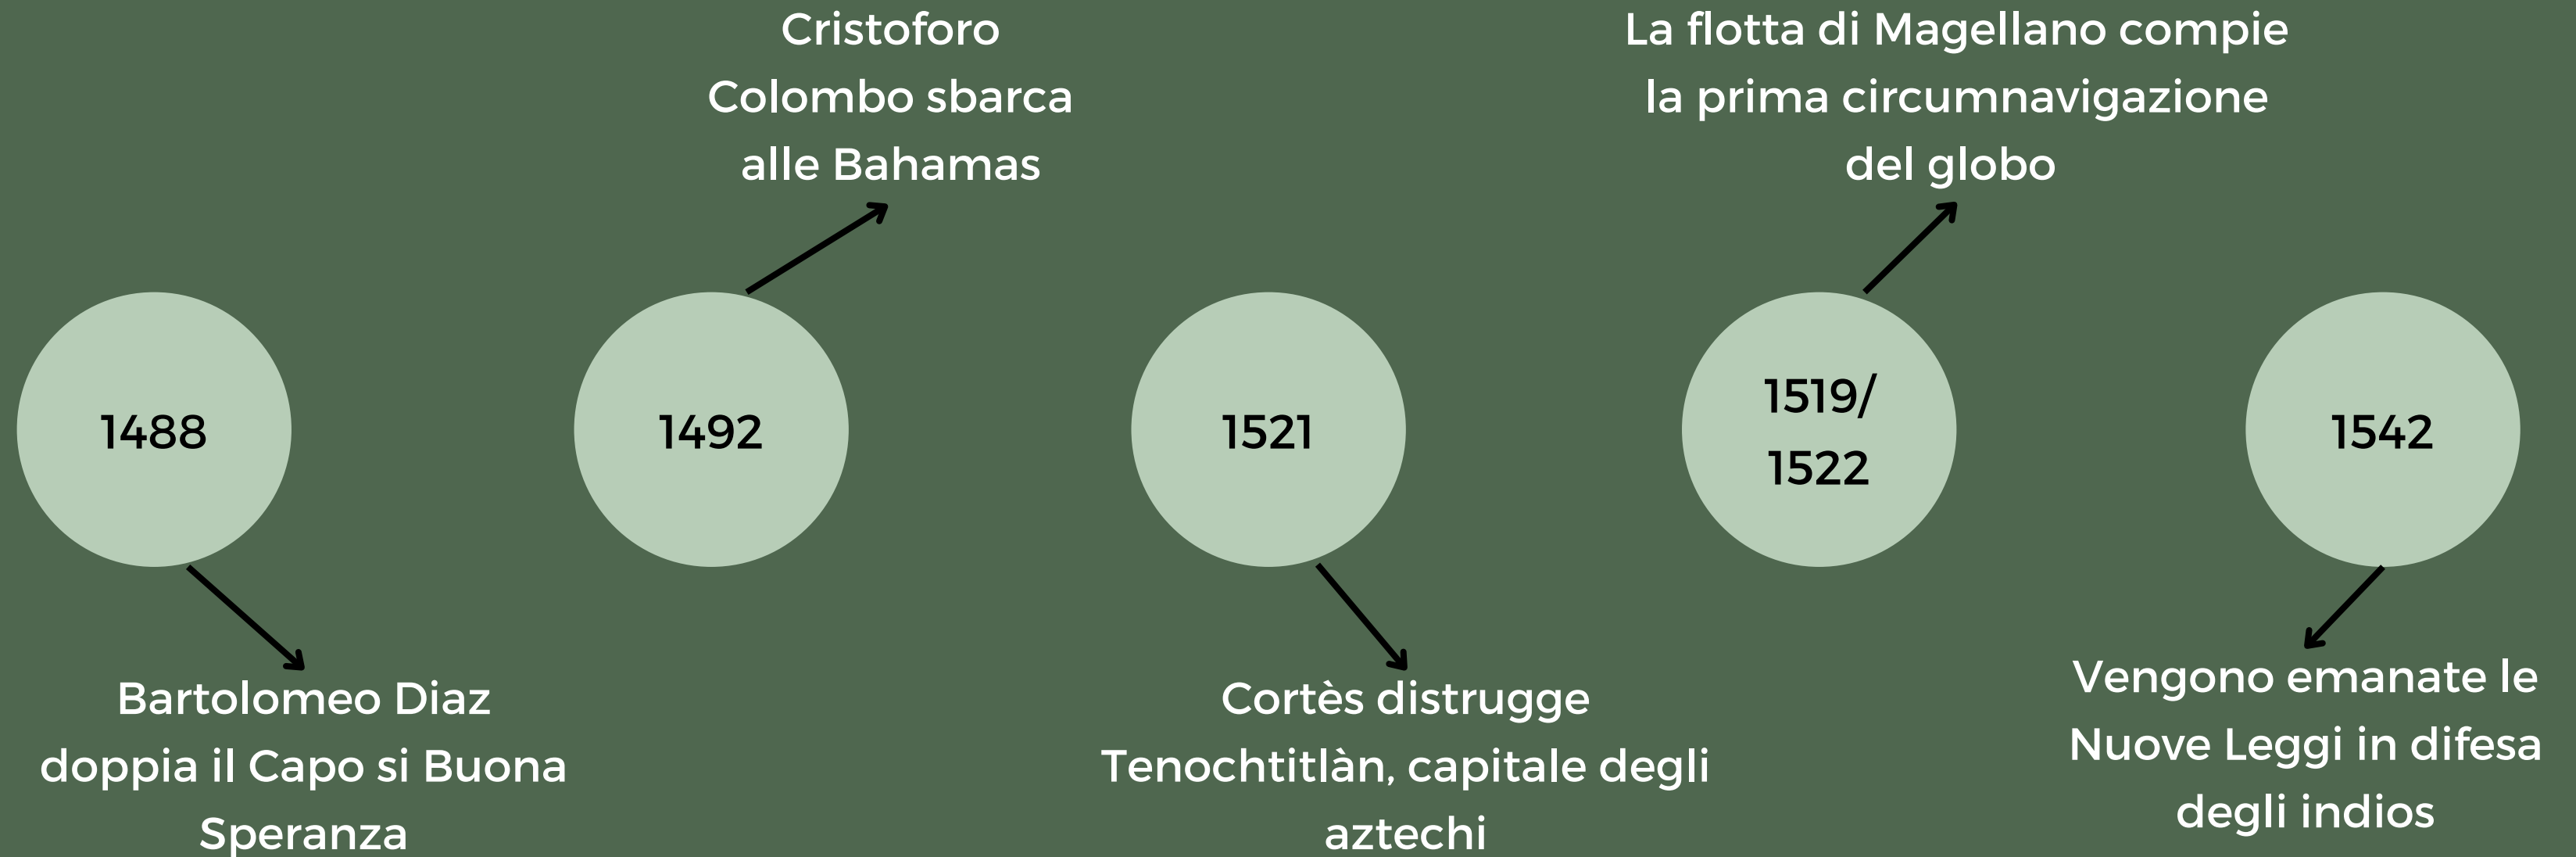 Cristoforo
Colombo sbarca
alle Bahamas
La flotta di Magellano compie
la prima circumnavigazione
del globo
1488
1492
1521
1519/
1522
1542
Bartolomeo Diaz
doppia il Capo si Buona
Speranza
Cortès distrugge
Tenochtitlàn, capitale degli
aztechi
Vengono emanate le
Nuove Leggi in difesa
degli indios